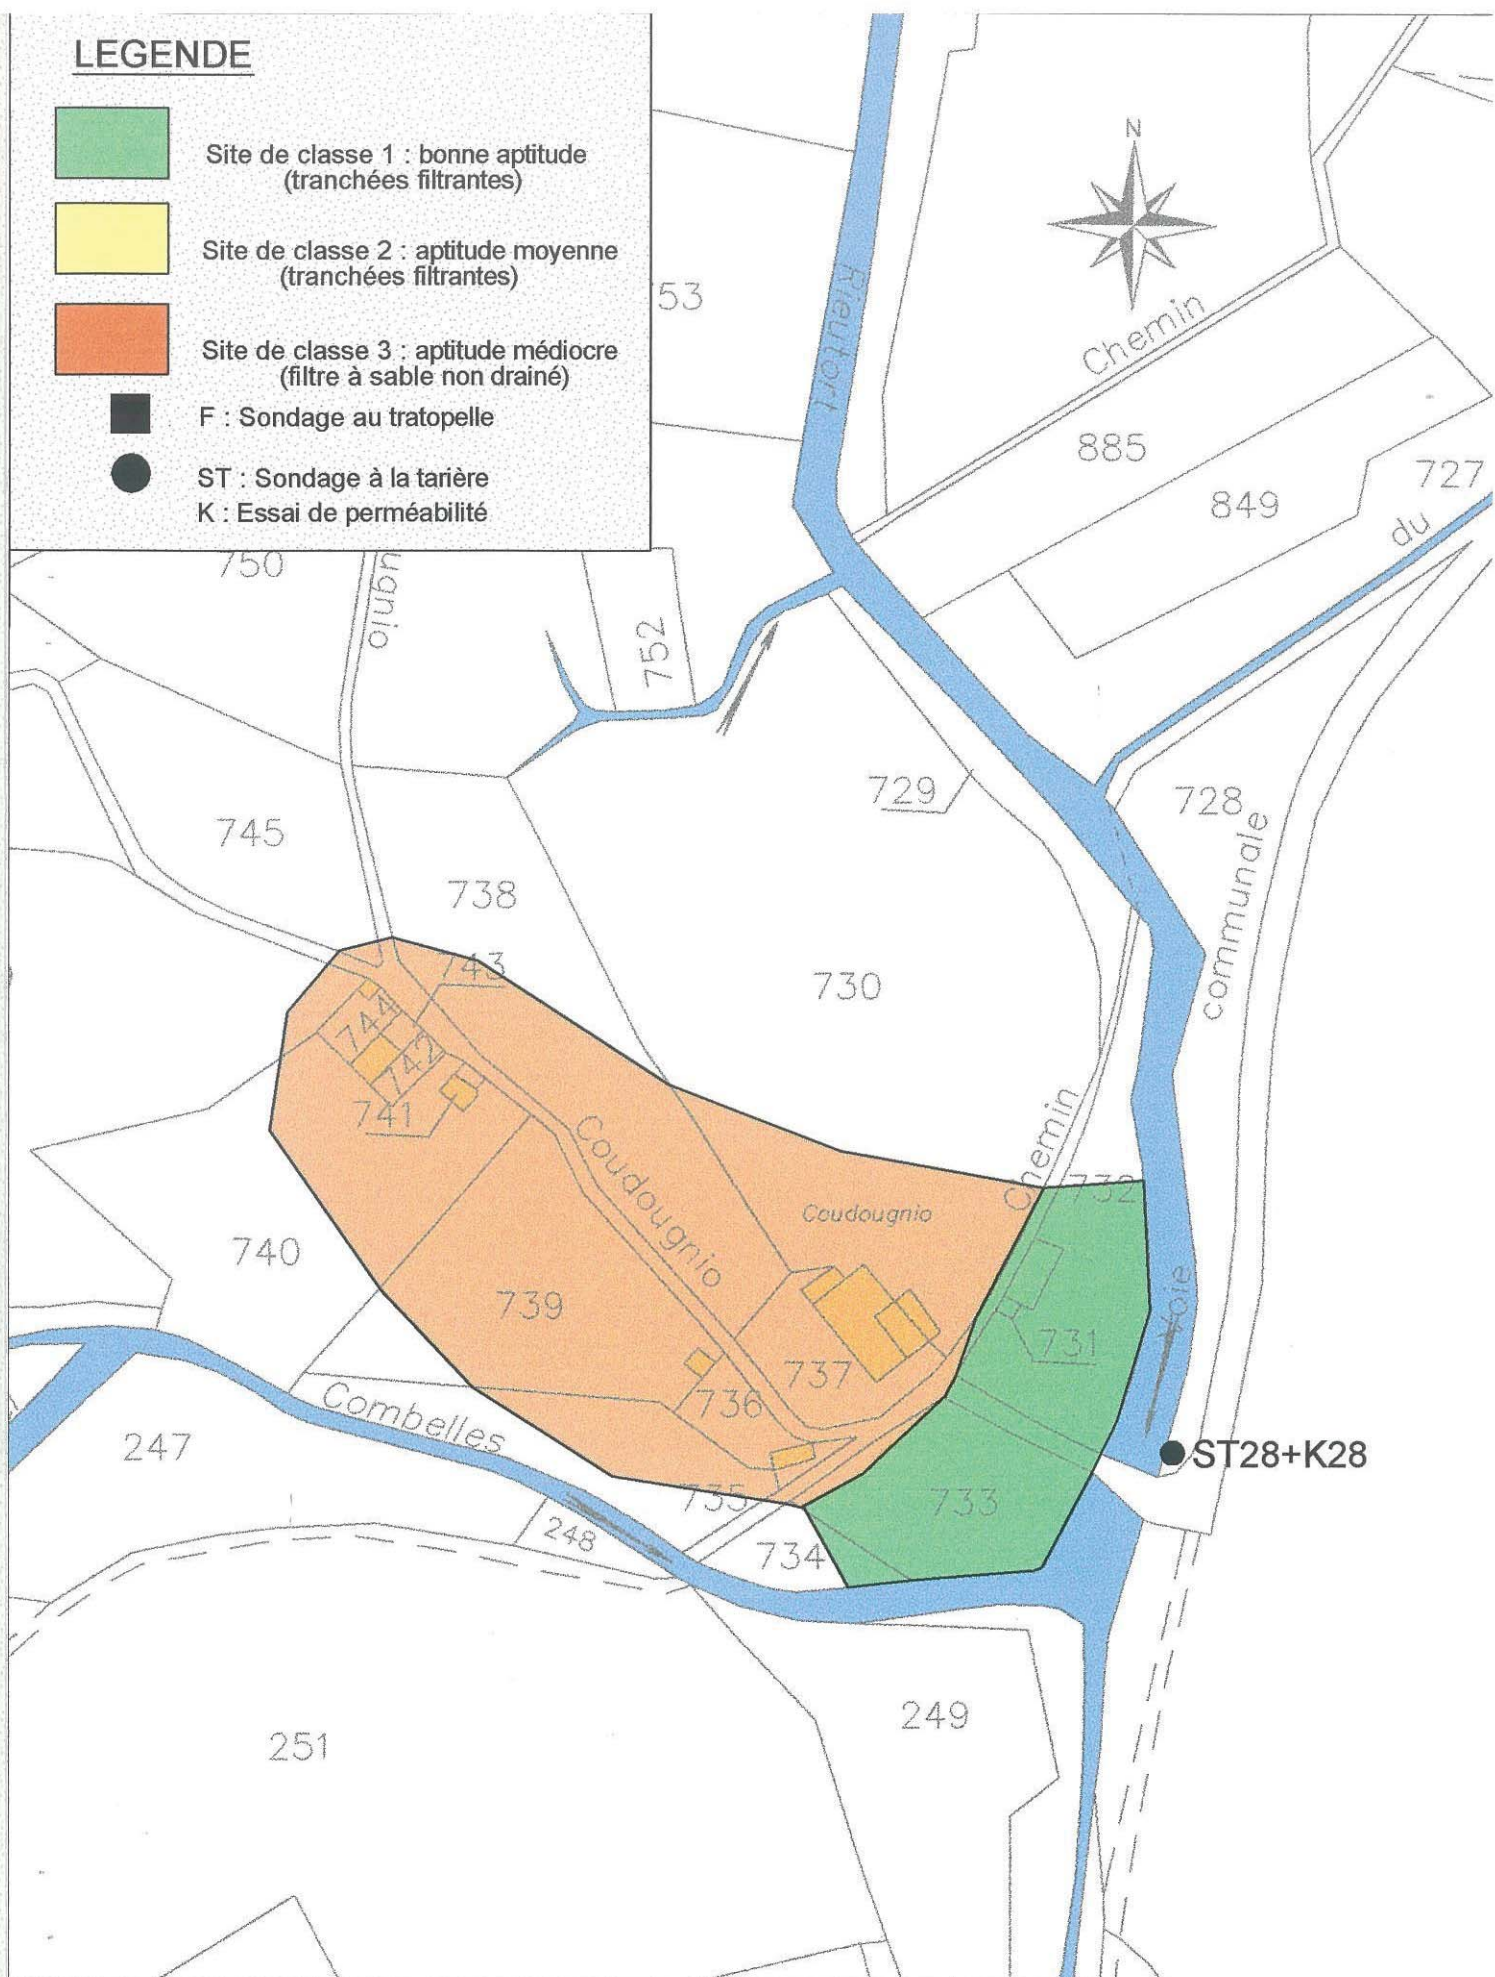 LEGENDE
Site de classe 1 : bonne aptitude
(tranchées filtrantes)
Site de classe 2 : aptitude moyenne
(tranchées filtrantes)
Site de classe 3 : aptitude médiocre
(filtre à sable non drainé)
F : Sondage au tratopelle
ST : Sondage à la tarière
K : Essai de perméabilité
N
53
Rieutort
Chemin
885
849
727
du
750
ugnio
752
729
728
communale
745
738
730
743
744
742
741
Coudougnio
Chemin
732
Coudougnio
740
739
731
Voie
737
736
Combelles
247
ST28+K28
735
733
248
734
249
251